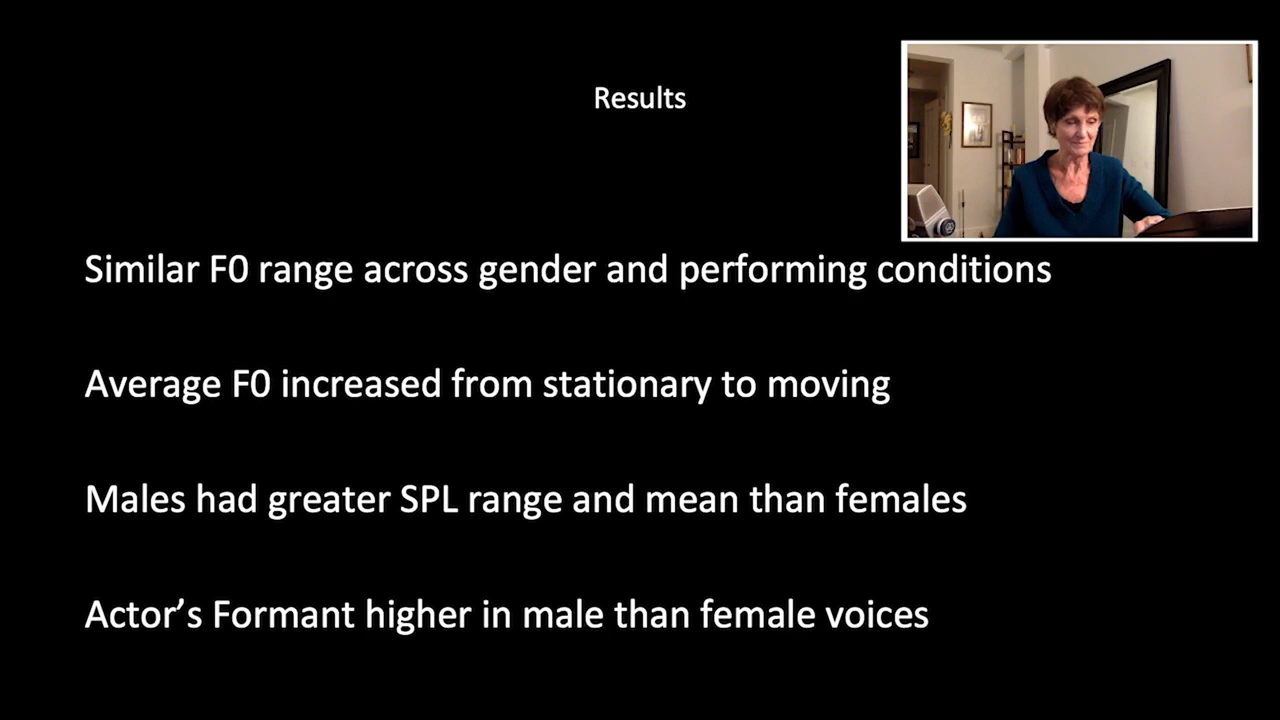 Results
Similar F0 range across gender and performing conditions
Average F0 increased from stationary to moving
Males had greater SPL range and mean than females
Actor’s Formant higher in male than female voices